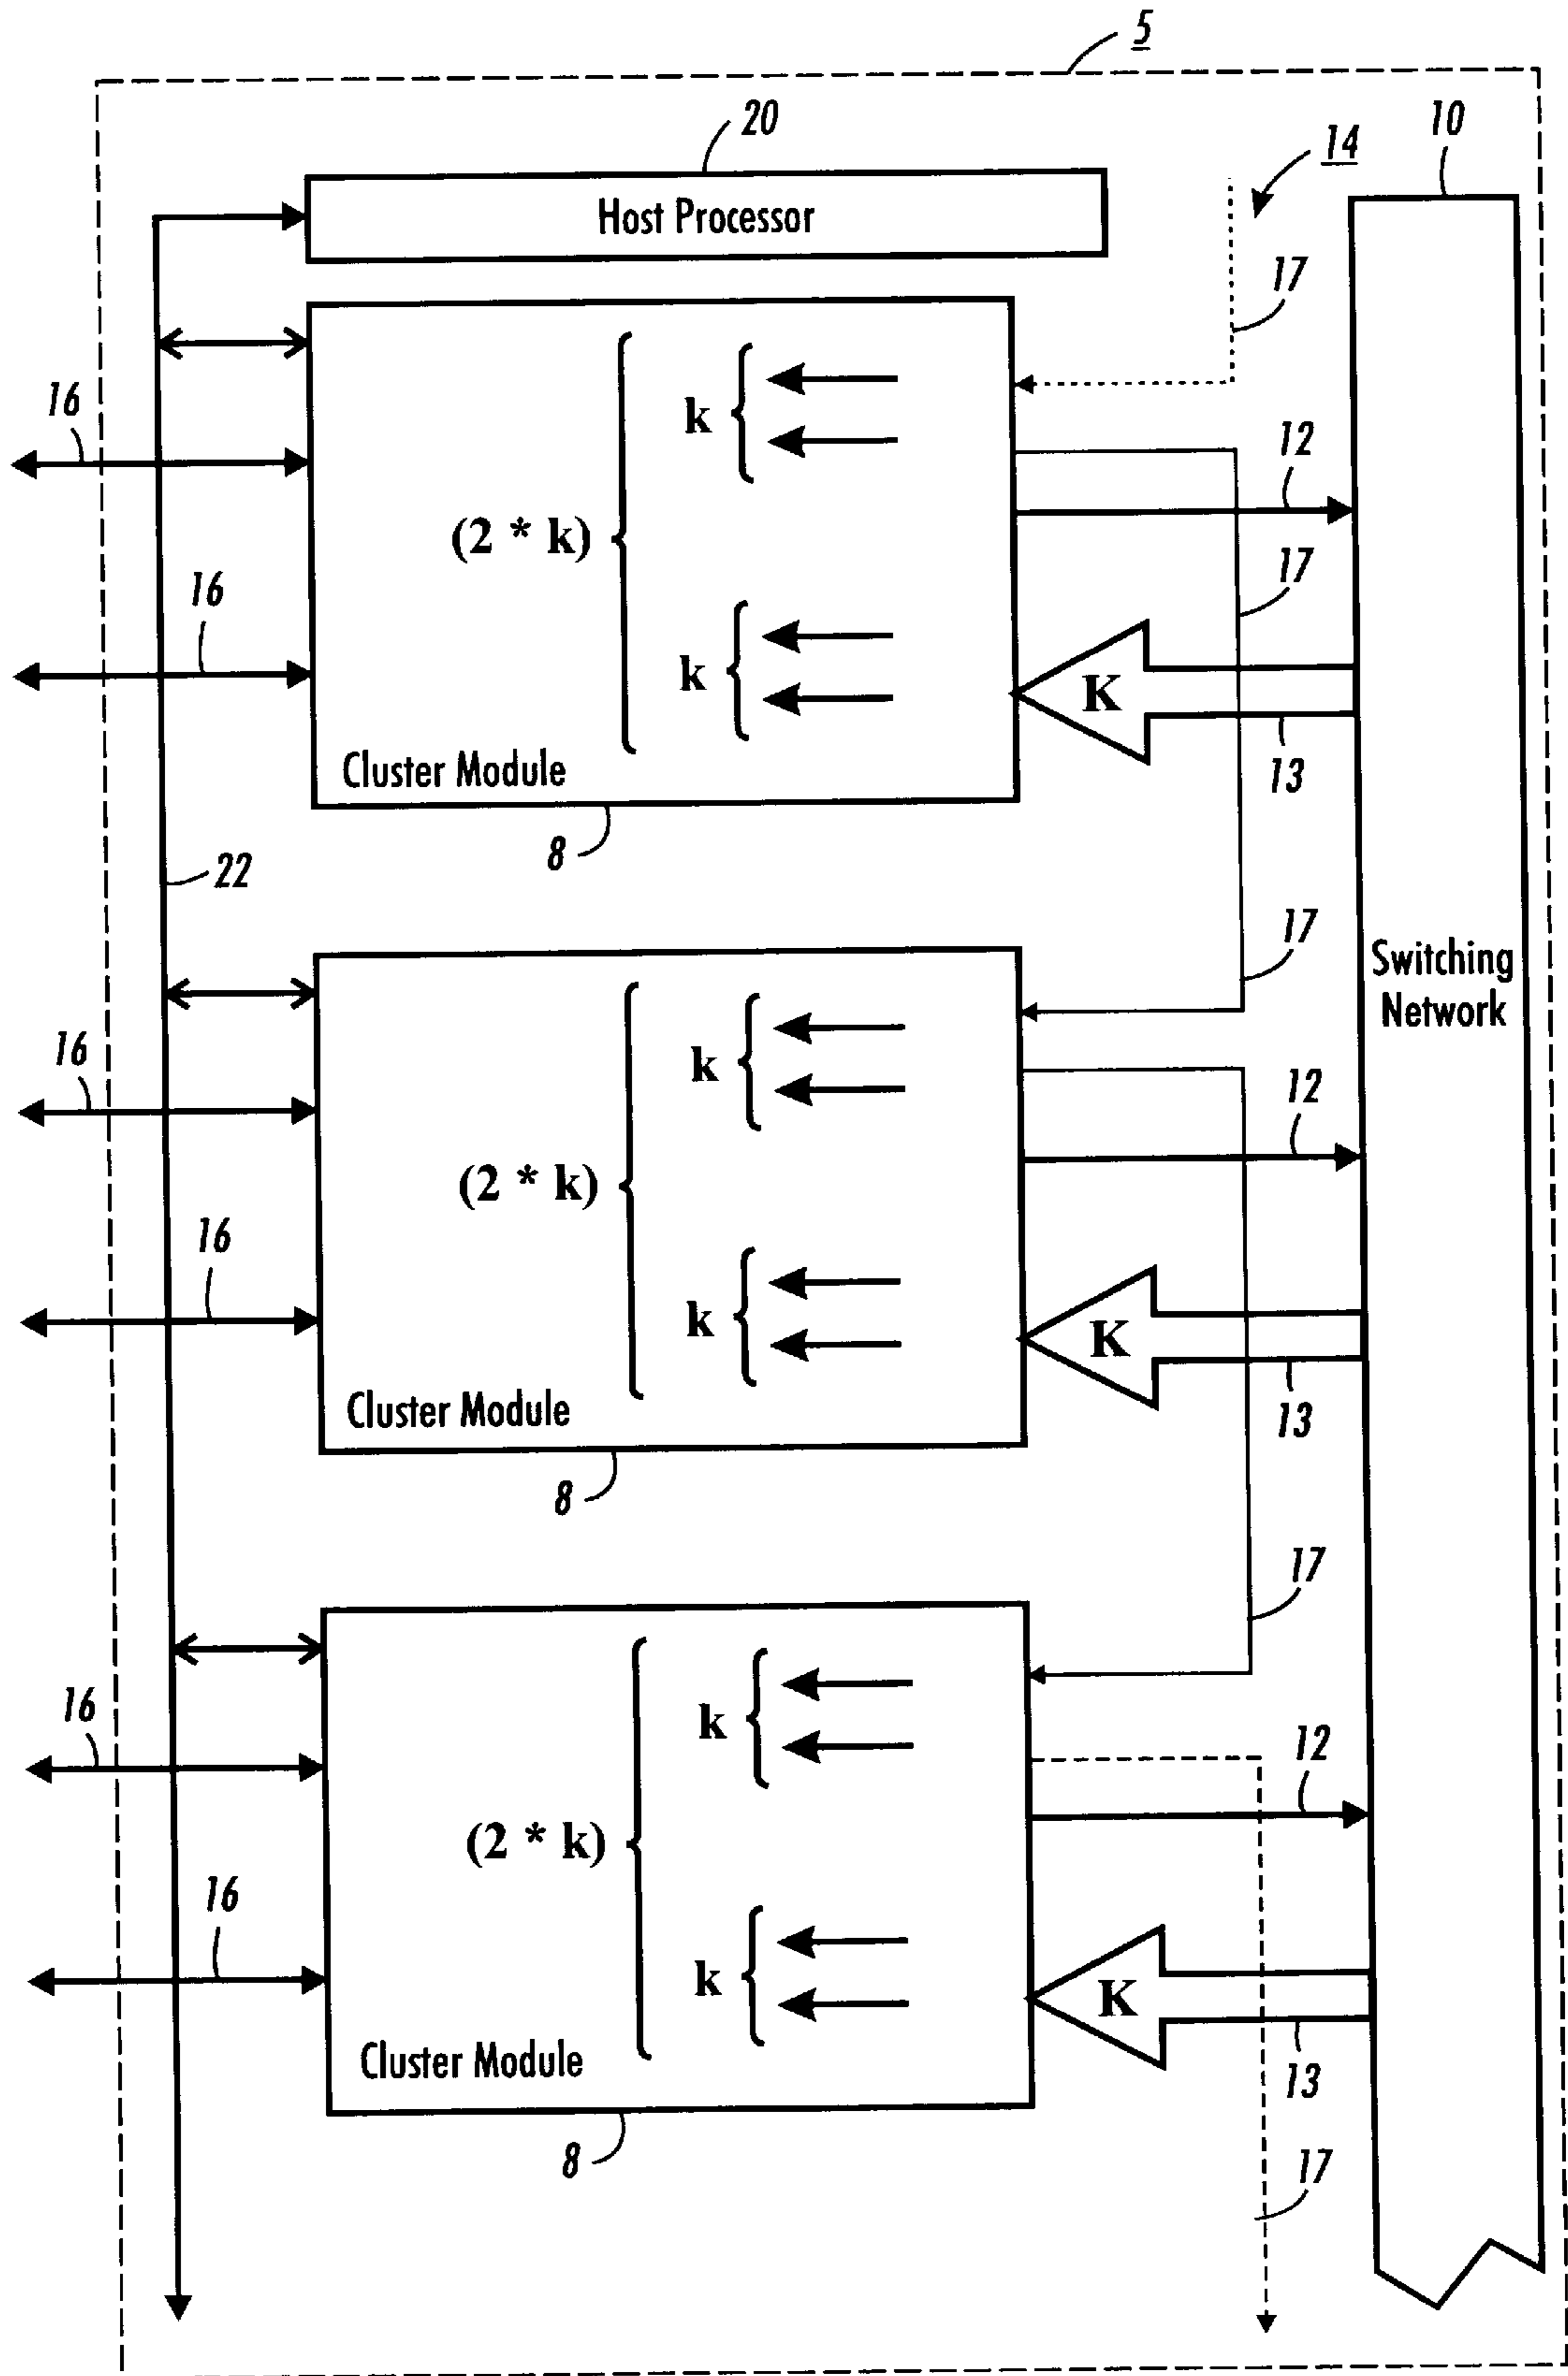 5
20
14
10
Host Processor
17
16
k
12
(2 * k)
17
16
k
K
Cluster Module
13
8
22
17
Switching
Network
16
k
12
(2 * k)
16
k
K
Cluster Module
13
8
17
16
k
12
(2 * k)
16
k
K
Cluster Module
13
8
17